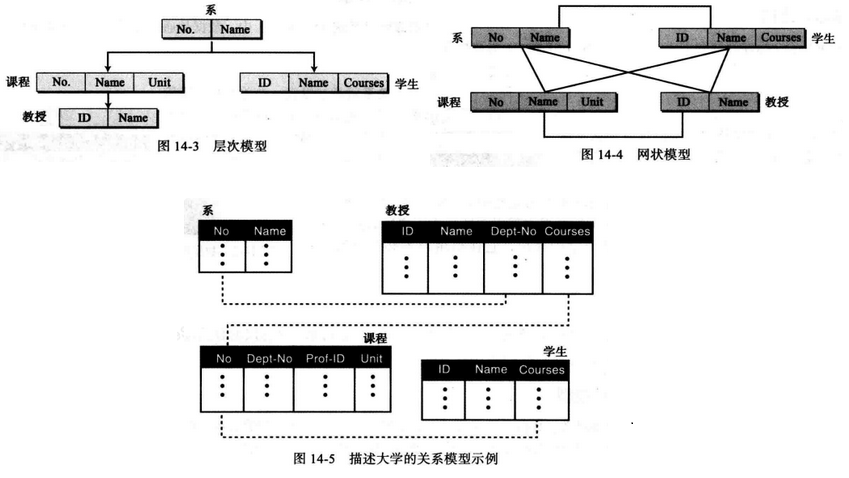 系
No. Name
课程 No. Name Unit
ID Name Courses 学生
教授 ID Name
图 14-3 层次模型
系 No Name
ID Name Courses 学生
课程 No Name Unit
ID Name 教授
图 14-4 网状模型
系
No Name
教授
ID Name Dept-No Courses
课程
No Dept-No Prof-ID Unit
学生
ID Name Courses
图 14-5 描述大学的关系模型示例